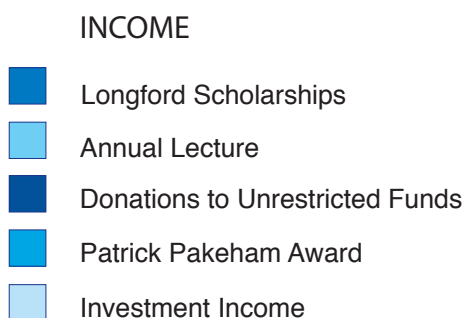 INCOME
Longford Scholarships
Annual Lecture
Donations to Unrestricted Funds
Patrick Pakeham Award
Investment Income